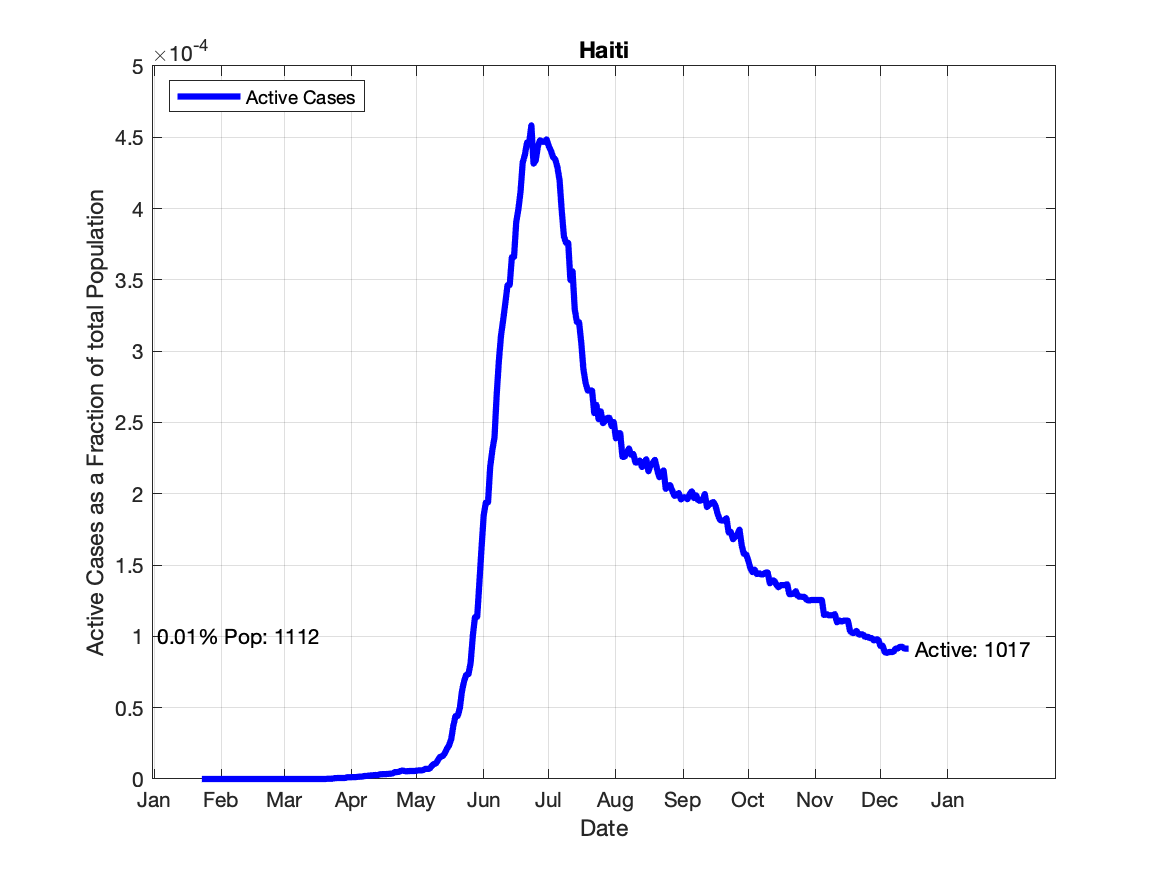 Haiti
×10-4
Active Cases
5
4.5
4
3.5
3
2.5
2
1.5
1
0.5
0
Active Cases as a Fraction of total Population
0.01% Pop: 1112
Active: 1017
Jan Feb Mar Apr May Jun Jul Aug Sep Oct Nov Dec Jan
Date